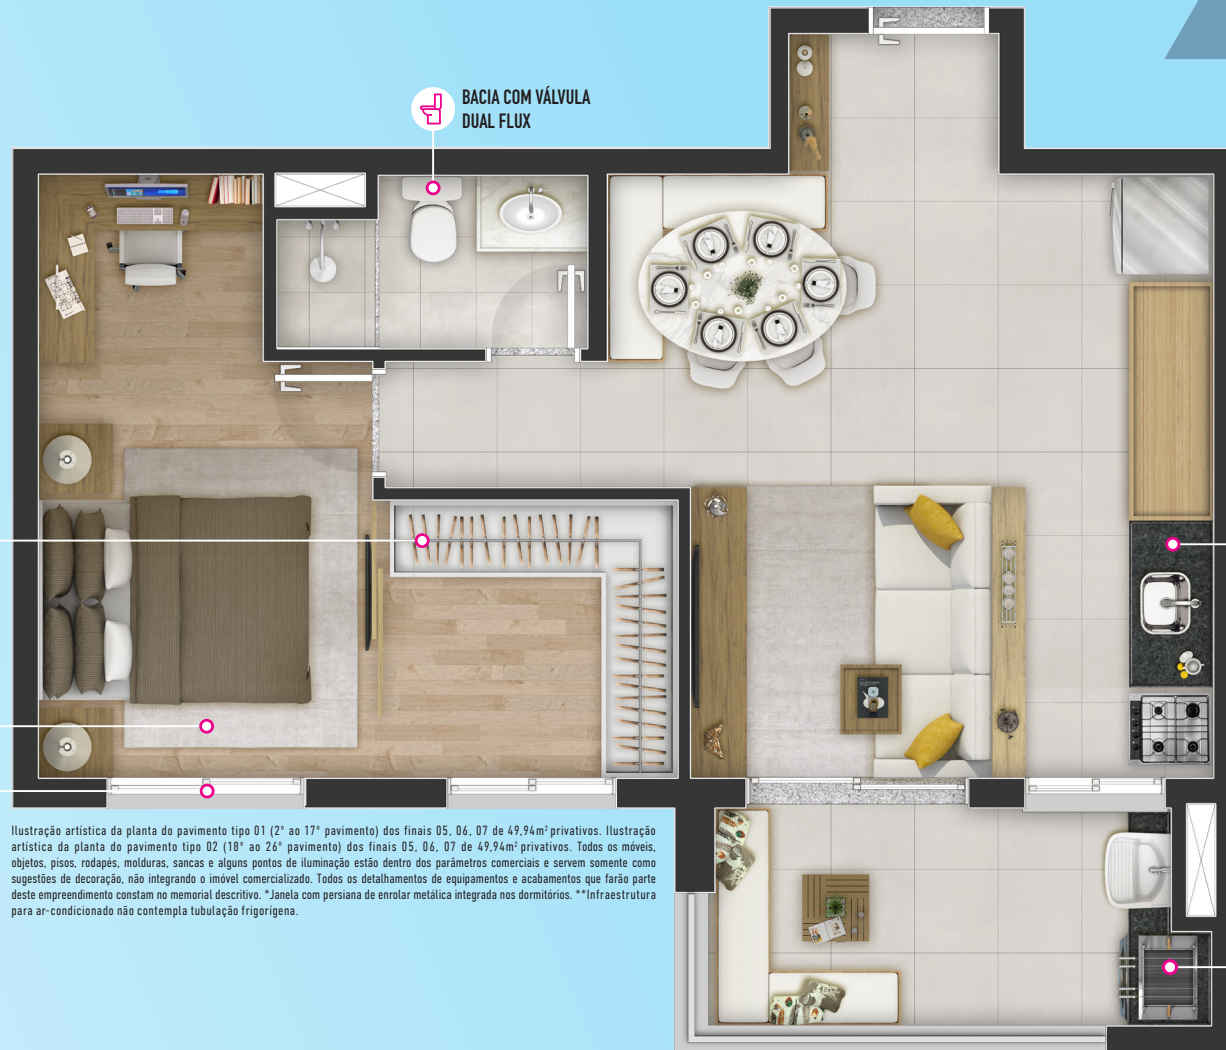 BACIA COM VÁLVULA
DUAL FLUX
Ilustração artística da planta do pavimento tipo 01 (2º ao 17º pavimento) dos finais 05, 06, 07 de 49,94m² privativos. Ilustração
artística da planta do pavimento tipo 02 (18º ao 26º pavimento) dos finais 05, 06, 07 de 49,94m² privativos. Todos os móveis,
objetos, pisos, rodapés, molduras, sancas e alguns pontos de iluminação estão dentro dos parâmetros comerciais e servem somente como
sugestões de decoração, não integrando o imóvel comercializado. Todos os detalhamentos de equipamentos e acabamentos que farão parte
deste empreendimento constam no memorial descritivo. *Janela com persiana de enrolar metálica integrada nos dormitórios. **Infraestrutura
para ar-condicionado não contempla tubulação frigorígena.